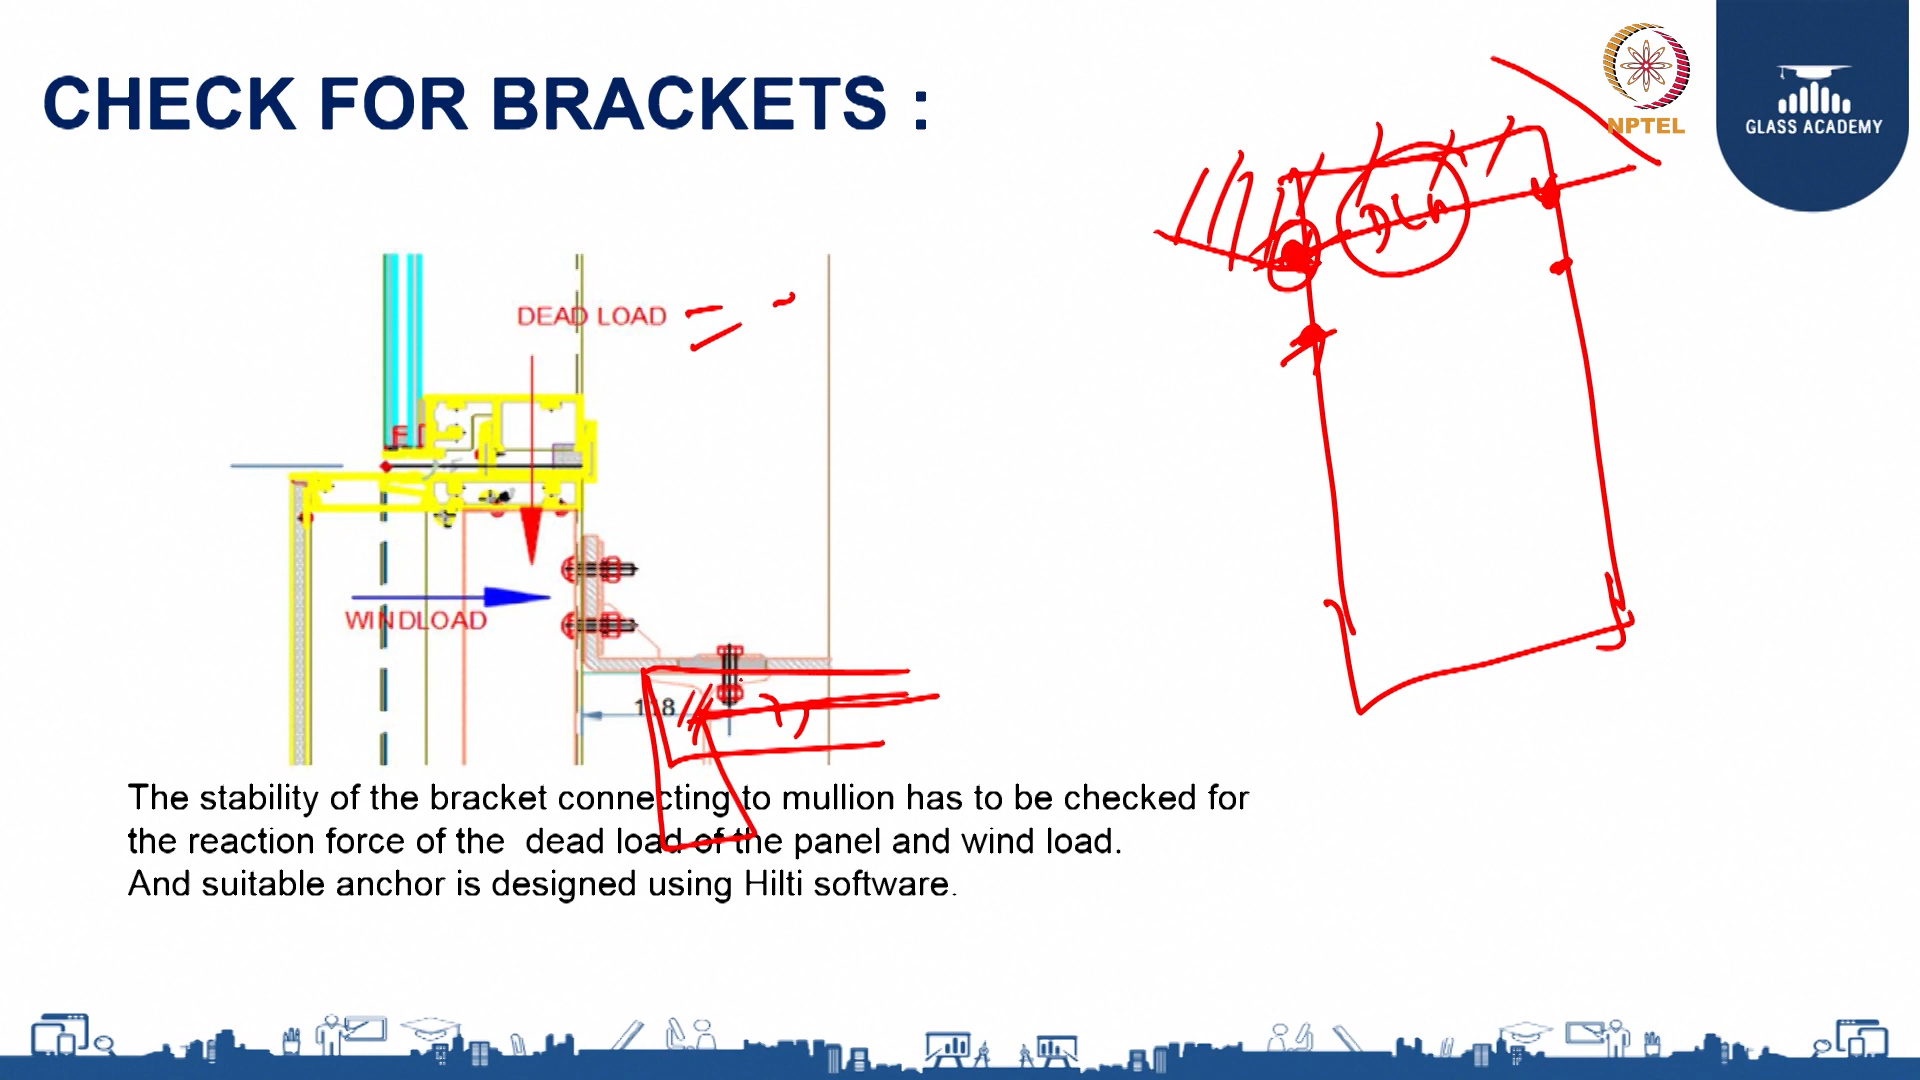 CHECK FOR BRACKETS :
NPTEL
GLASS ACADEMY
DEAD LOAD
WINDLOAD
The stability of the bracket connecting to mullion has to be checked for
the reaction force of the dead load of the panel and wind load.
And suitable anchor is designed using Hilti software.